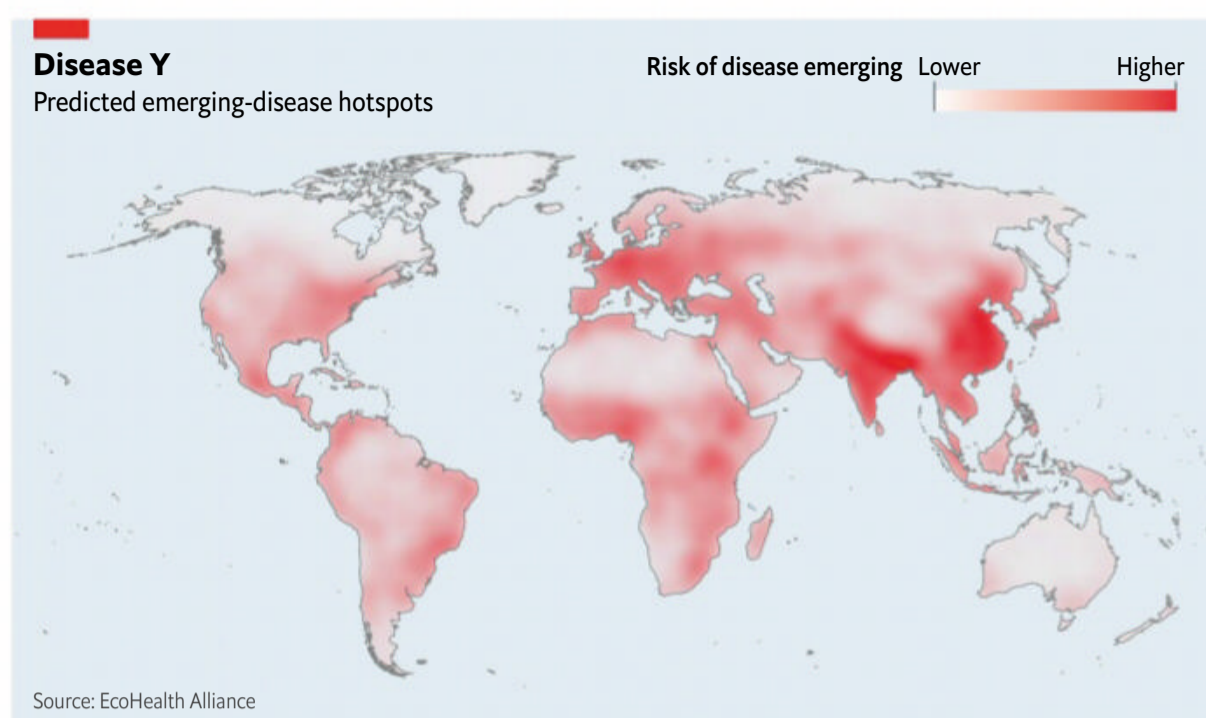 Disease Y
Predicted emerging-disease hotspots
Risk of disease emerging Lower Higher
Source: EcoHealth Alliance